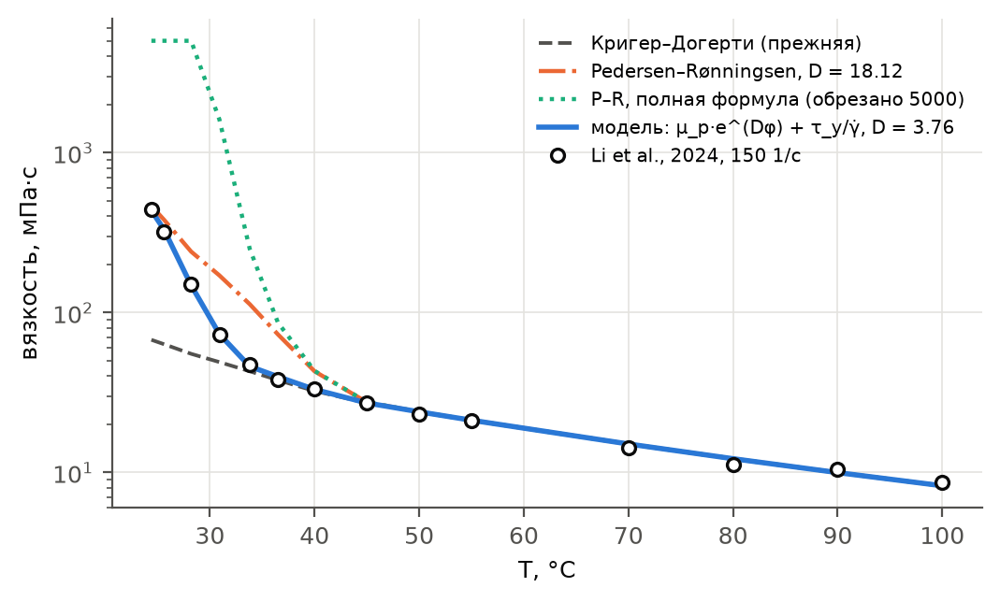 Кригер–Догерти (прежняя)
Pedersen–Rønningsen, D = 18.12
P–R, полная формула (обрезано 5000)
модель: μ_p·e^(Dφ) + τ_y/γ̇, D = 3.76
Li et al., 2024, 150 1/с
вязкость, мПа·с
10³
10²
10¹
30 40 50 60 70 80 90 100
T, °C